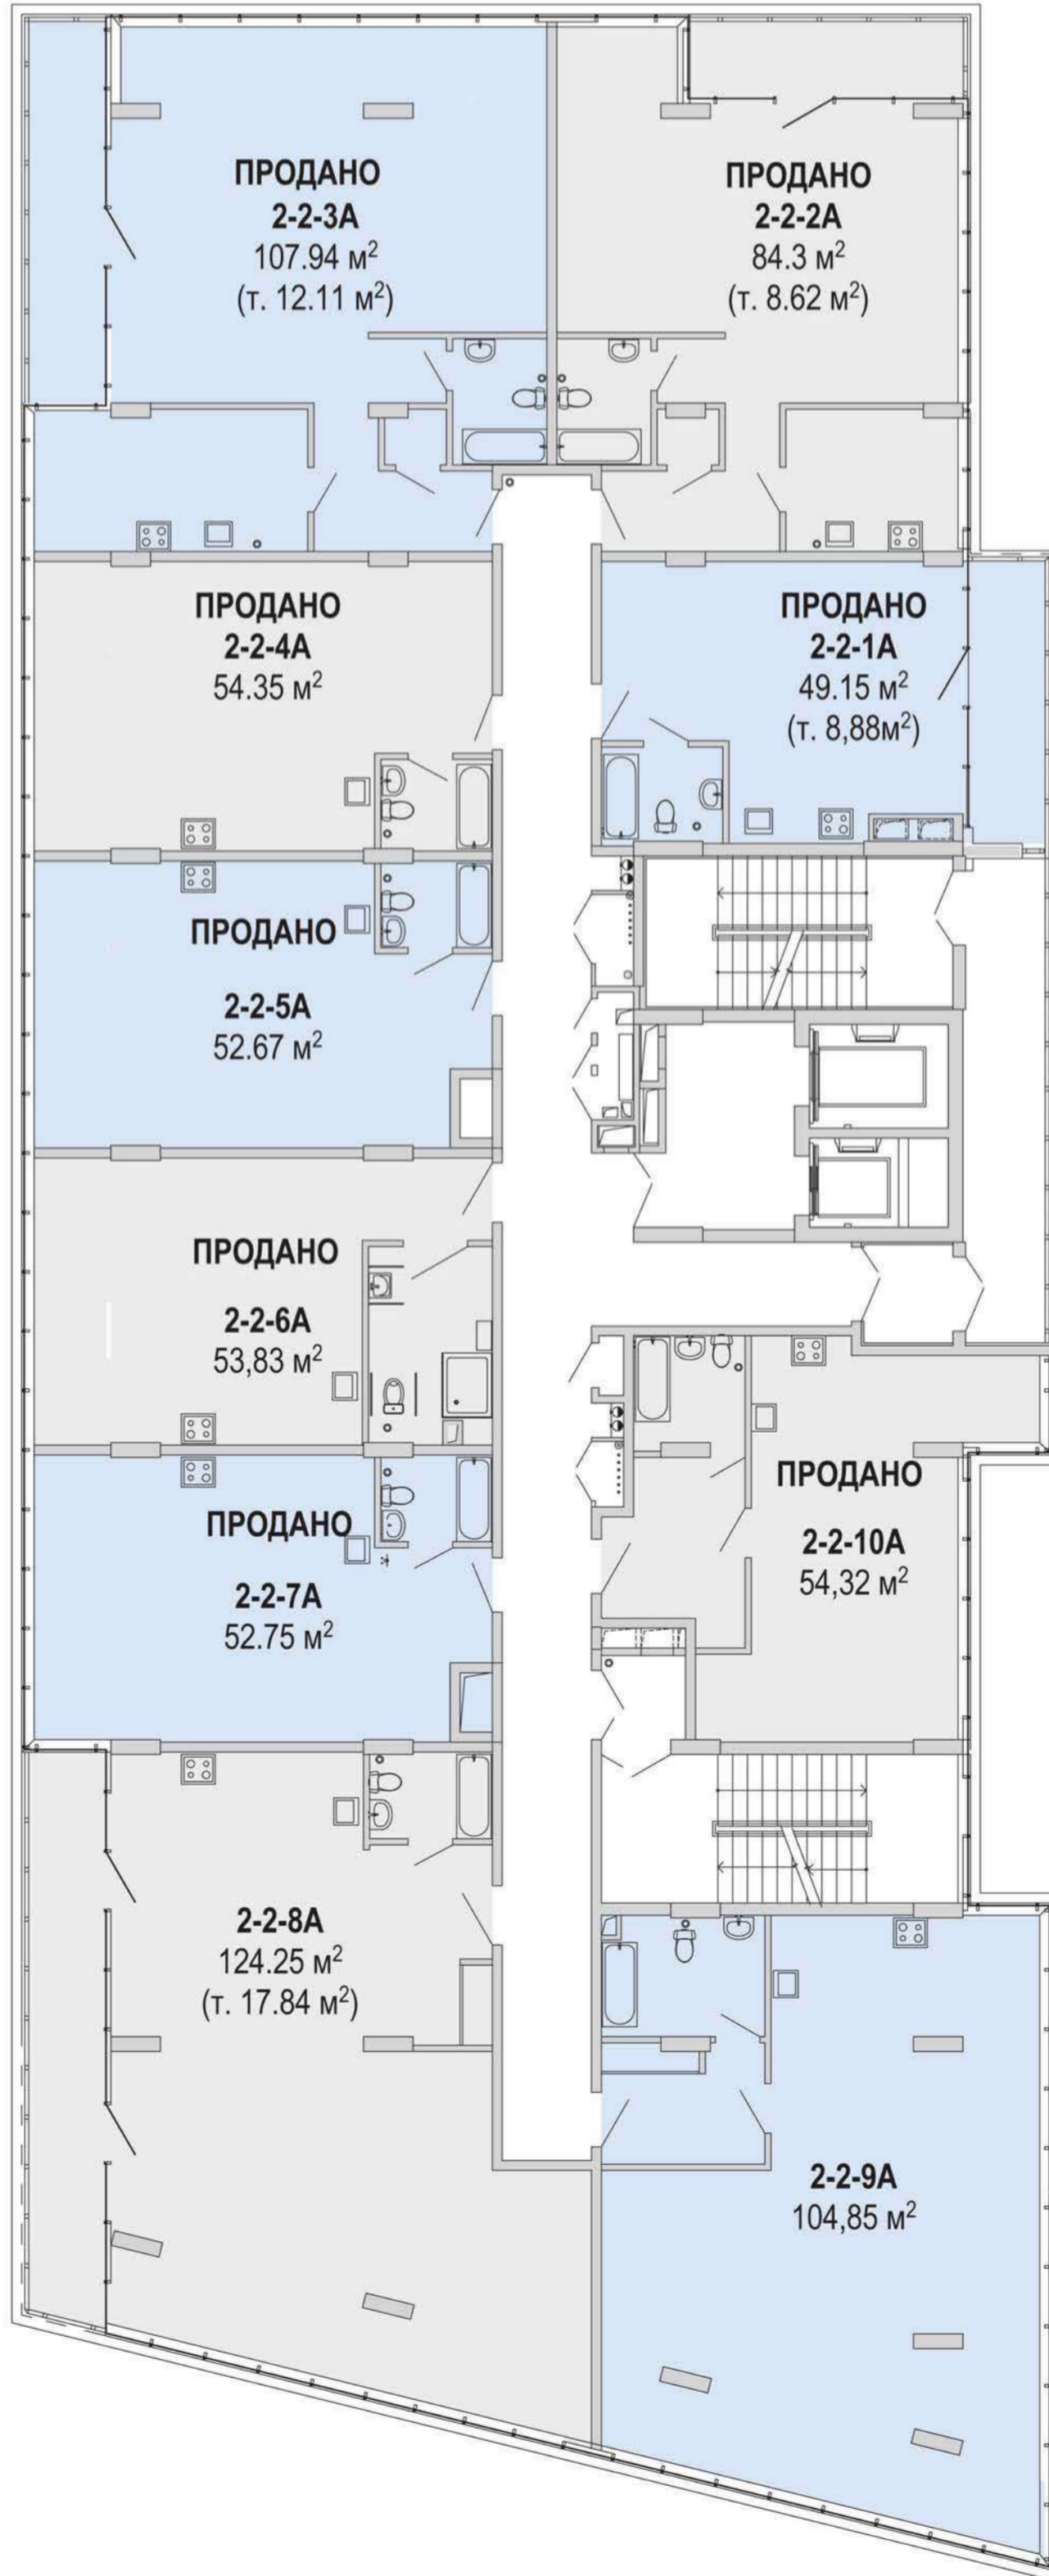 ПРОДАНО
2-2-3А
107.94 м²
(т. 12.11 м²)
ПРОДАНО
2-2-2А
84.3 м²
(т. 8.62 м²)
ПРОДАНО
2-2-4А
54.35 м²
ПРОДАНО
2-2-1А
49.15 м²
(т. 8,88м²)
ПРОДАНО
2-2-5А
52.67 м²
ПРОДАНО
2-2-6А
53,83 м²
ПРОДАНО
2-2-10А
54,32 м²
ПРОДАНО
2-2-7А
52.75 м²
2-2-8А
124.25 м²
(т. 17.84 м²)
2-2-9А
104,85 м²